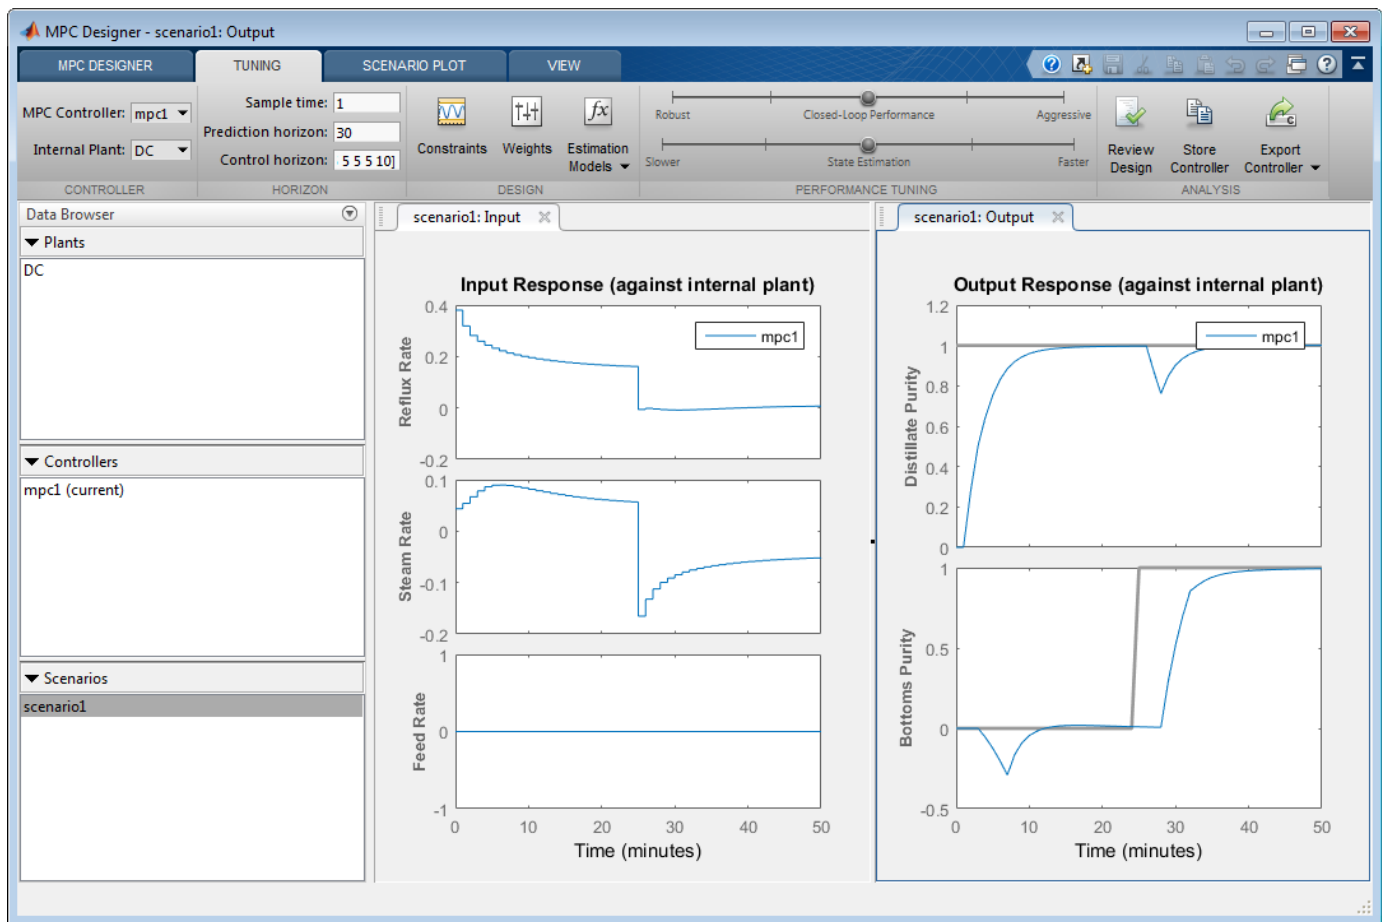 MPC Designer - scenario1: Output
MPC DESIGNER
TUNING
SCENARIO PLOT
VIEW
MPC Controller: mpc1
Internal Plant: DC
CONTROLLER
Sample time: 1
Prediction horizon: 30
Control horizon: 5 5 5 10]
HORIZON
Constraints
Weights
fx
Estimation
Models
DESIGN
Robust
Closed-Loop Performance
Aggressive
Slower
State Estimation
Faster
PERFORMANCE TUNING
Review
Design
Store
Controller
Export
Controller
ANALYSIS
Data Browser
Plants
DC
Controllers
mpc1 (current)
Scenarios
scenario1
scenario1: Input
Input Response (against internal plant)
Reflux Rate
0.4
0.2
0
-0.2
mpc1
Steam Rate
0.1
0
-0.1
-0.2
Feed Rate
1
0
-1
0 10 20 30 40 50
Time (minutes)
scenario1: Output
Output Response (against internal plant)
Distillate Purity
1.2
1
0.8
0.6
0.4
0.2
0
mpc1
Bottoms Purity
1
0.5
0
-0.5
0 10 20 30 40 50
Time (minutes)